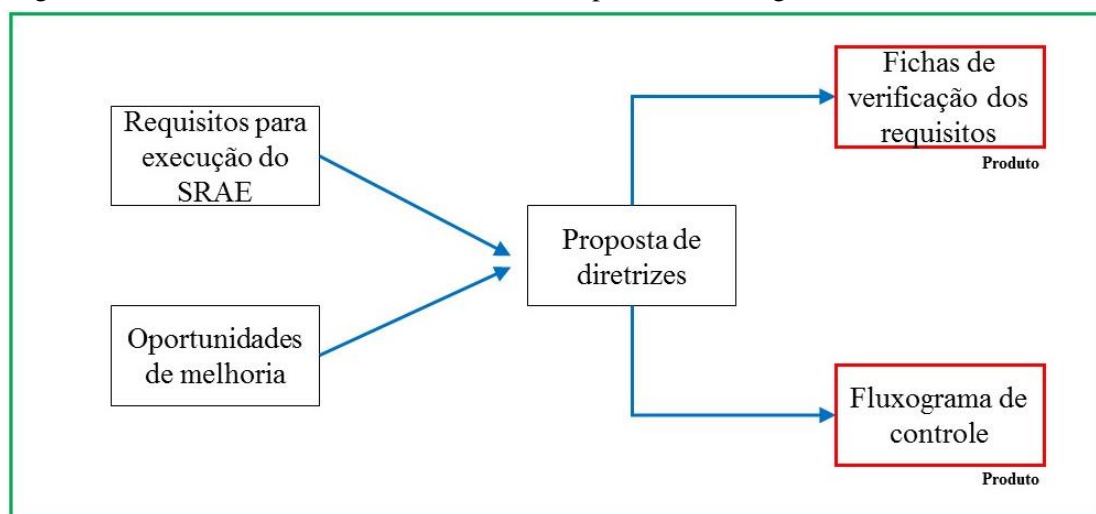 Requisitos para
execução do
SRAE
Oportunidades
de melhoria
Proposta de
diretrizes
Fichas de
verificação dos
requisitos
Produto
Fluxograma de
controle
Produto